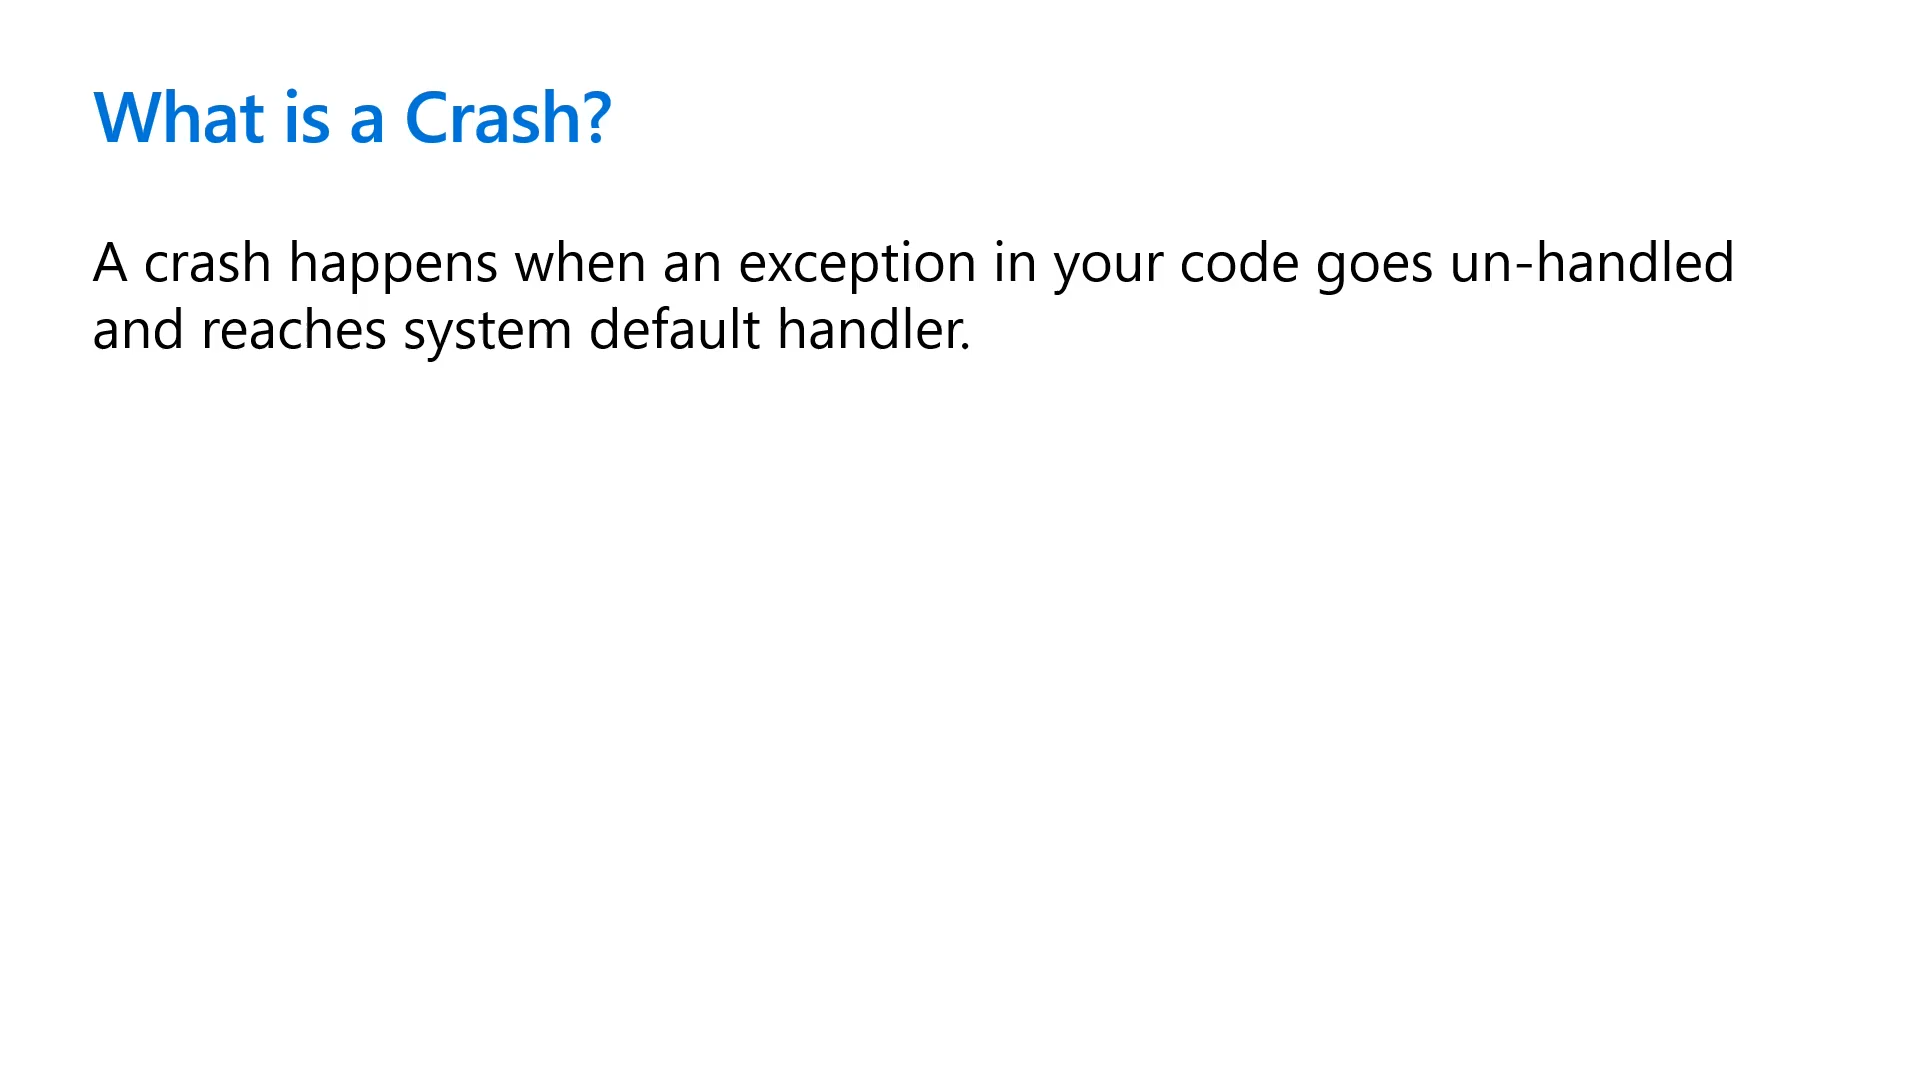 What is a Crash?
A crash happens when an exception in your code goes un-handled
and reaches system default handler.